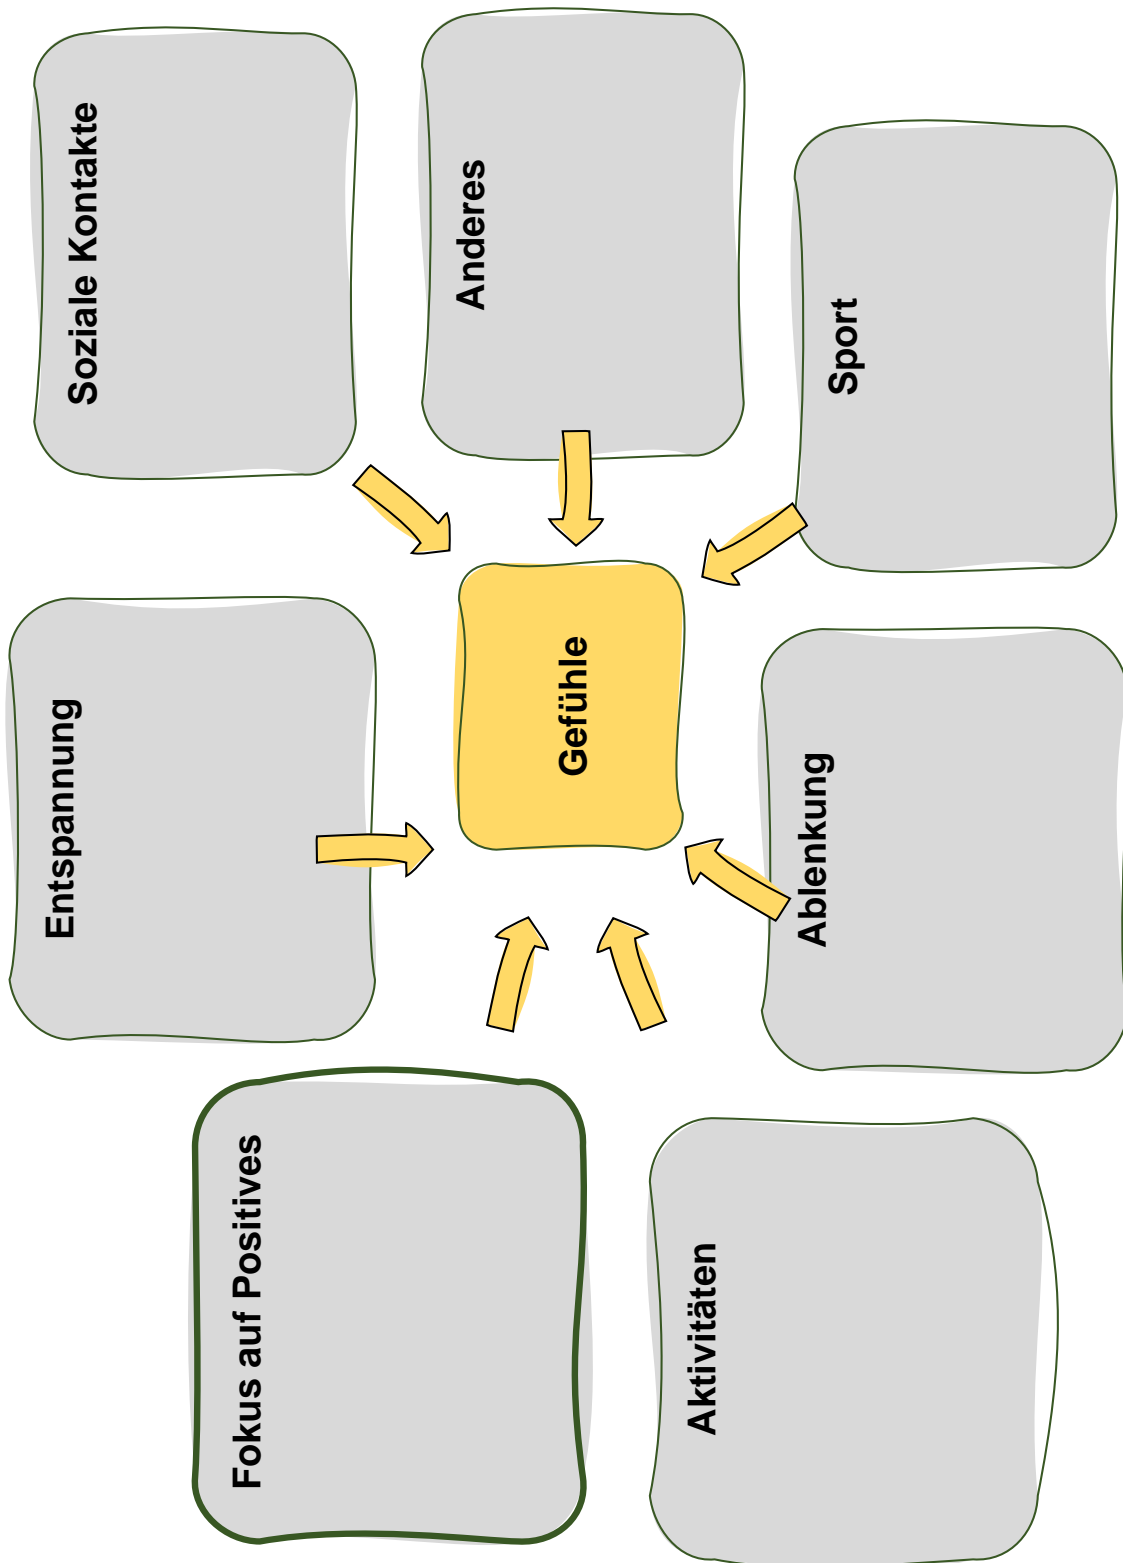 Entspannung
Soziale Kontakte
Fokus auf Positives
Anderes
Gefühle
Aktivitäten
Ablenkung
Sport